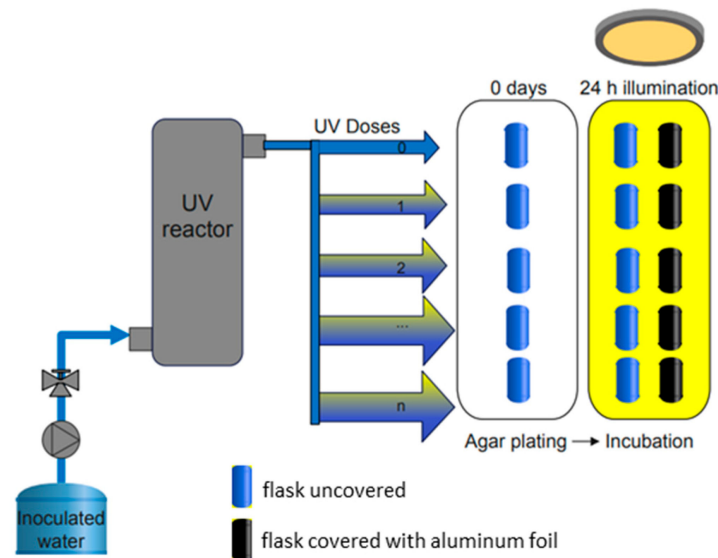 0 days
24 h illumination
UV Doses
0
1
2
...
n
UV
reactor
Inoculated
water
Agar plating → Incubation
flask uncovered
flask covered with aluminum foil